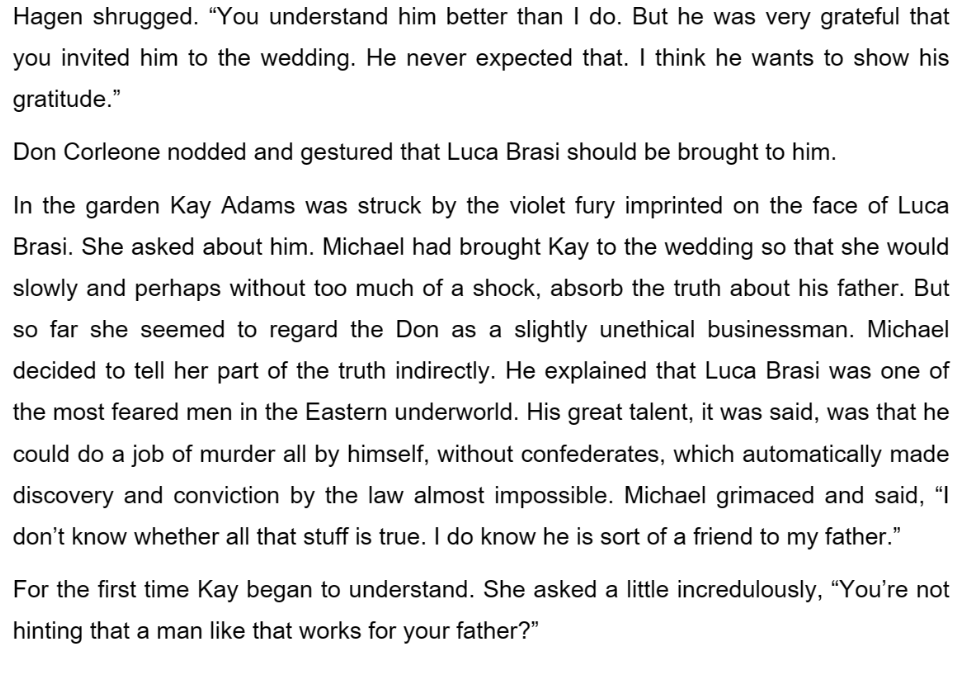 Hagen shrugged. “You understand him better than I do. But he was very grateful that
you invited him to the wedding. He never expected that. I think he wants to show his
gratitude.”
Don Corleone nodded and gestured that Luca Brasi should be brought to him.
In the garden Kay Adams was struck by the violet fury imprinted on the face of Luca
Brasi. She asked about him. Michael had brought Kay to the wedding so that she would
slowly and perhaps without too much of a shock, absorb the truth about his father. But
so far she seemed to regard the Don as a slightly unethical businessman. Michael
decided to tell her part of the truth indirectly. He explained that Luca Brasi was one of
the most feared men in the Eastern underworld. His great talent, it was said, was that he
could do a job of murder all by himself, without confederates, which automatically made
discovery and conviction by the law almost impossible. Michael grimaced and said, “I
don’t know whether all that stuff is true. I do know he is sort of a friend to my father.”
For the first time Kay began to understand. She asked a little incredulously, “You’re not
hinting that a man like that works for your father?”